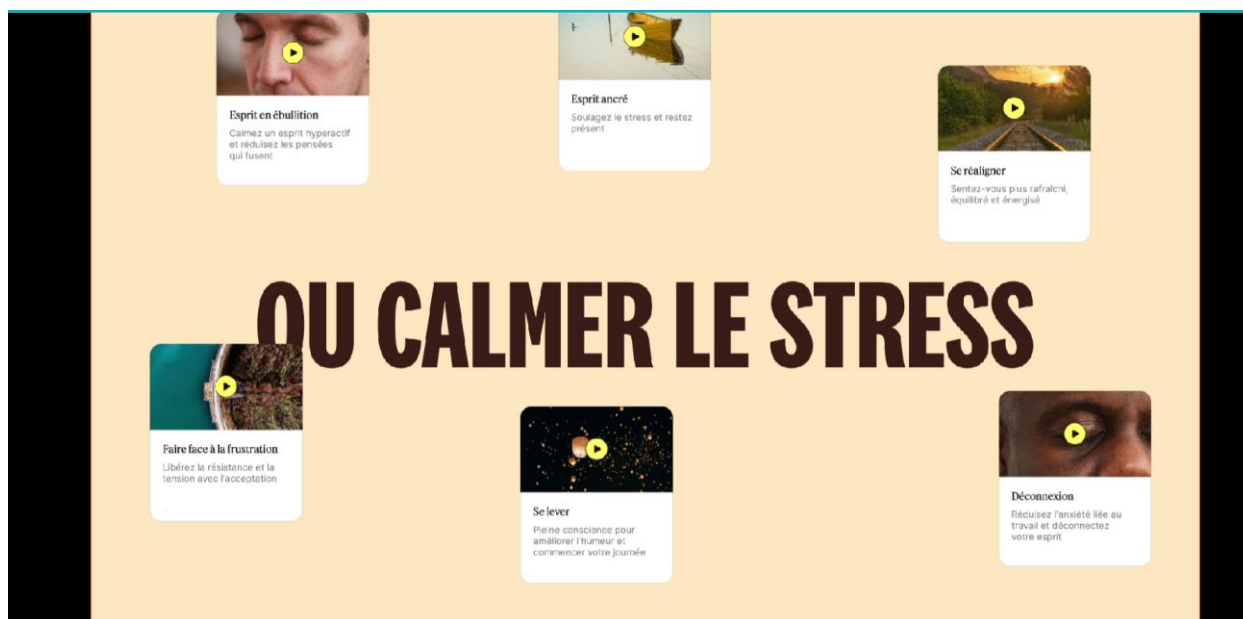 Esprit en ébullition
Calmez un esprit hyperactif
et réduisez les pensées
qui fusent
Esprit ancré
Soulagez le stress et restez
présent
Se réaligner
Sentez-vous plus rafraîchi,
équilibré et énergisé
OU CALMER LE STRESS
Faire face à la frustration
Libérez la résistance et la
tension avec l'acceptation
Se lever
Pleine conscience pour
améliorer l'humeur et
commencer votre journée
Déconnexion
Réduisez l'anxiété liée au
travail et déconnectez
votre esprit